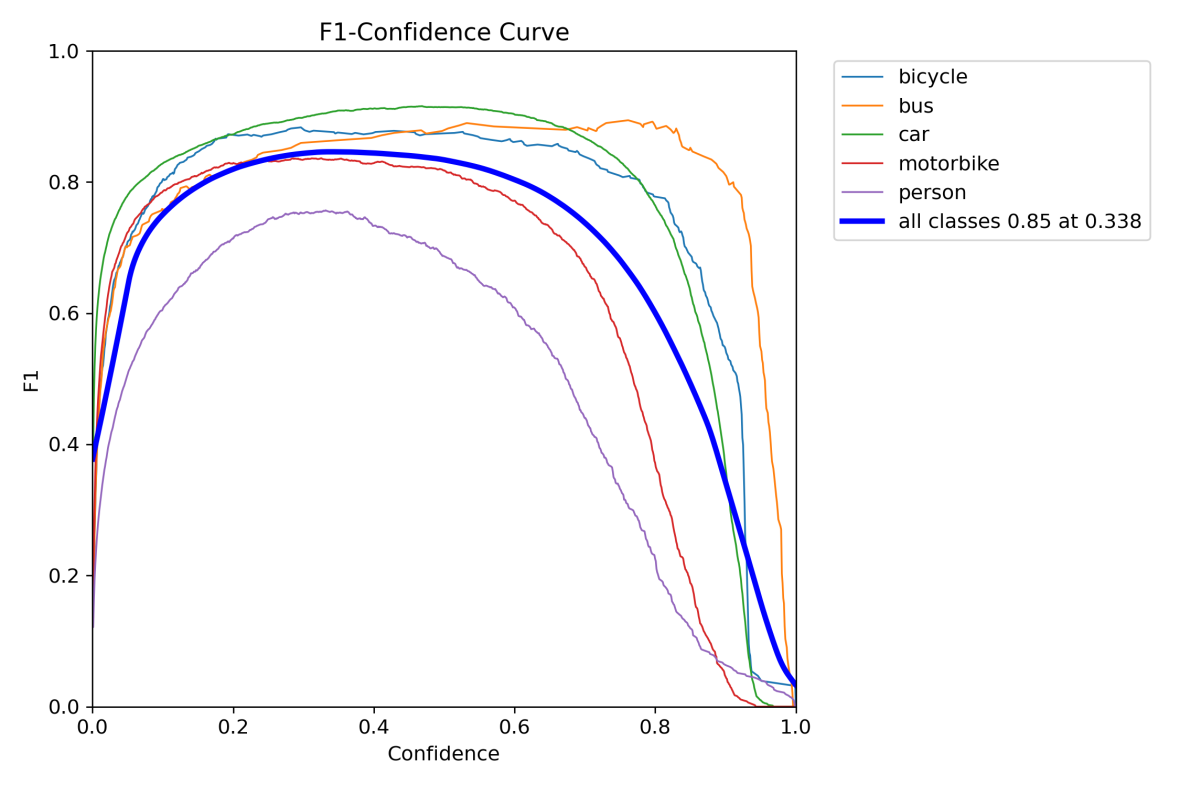 F1-Confidence Curve
1.0
0.8
0.6
0.4
0.2
0.0
F1
0.0 0.2 0.4 0.6 0.8 1.0
Confidence
bicycle
bus
car
motorbike
person
all classes 0.85 at 0.338